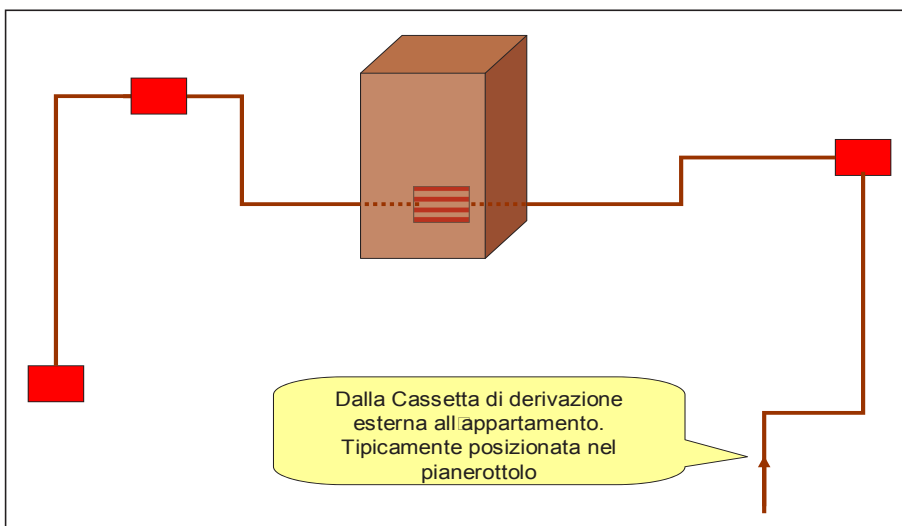 Dalla Cassetta di derivazione
esterna all□appartamento.
Tipicamente posizionata nel
pianerottolo